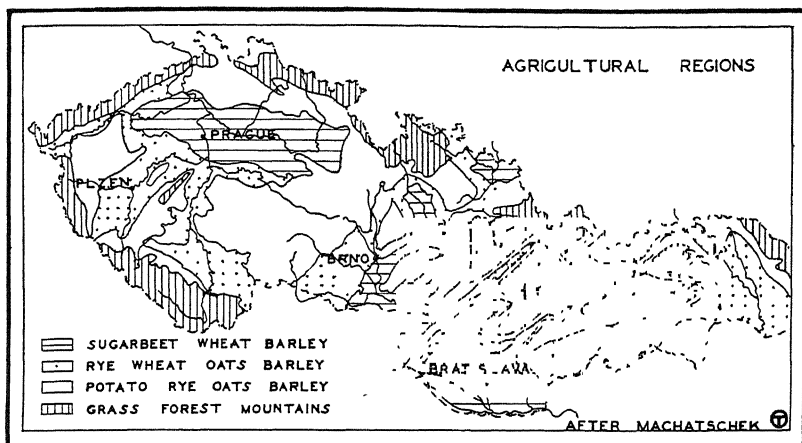 AGRICULTURAL REGIONS
PRAGUE
PLZEN
BRNO
BRATISLAVA
SUGARBEET WHEAT BARLEY
RYE WHEAT OATS BARLEY
POTATO RYE OATS BARLEY
GRASS FOREST MOUNTAINS
AFTER MACHATSCHEK T